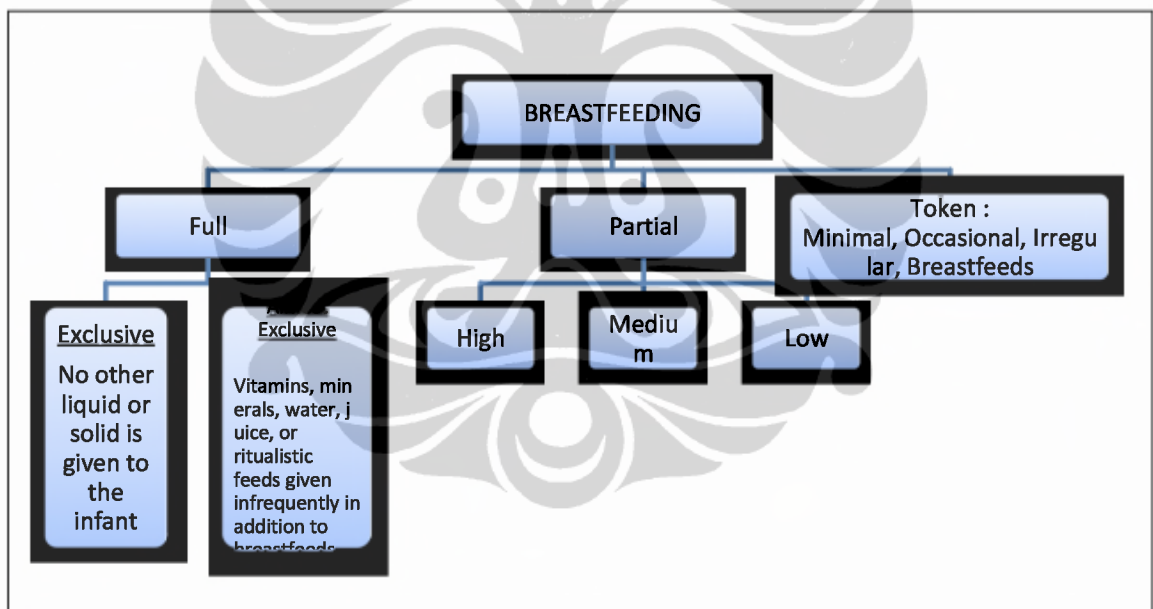 BREASTFEEDING
Full
Partial
Token :
Minimal, Occasional, Irregu
lar, Breastfeeds
Exclusive
No other
liquid or
solid is
given to
the
infant
Exclusive
Vitamins, min
erals, water, j
uice, or
ritualistic
feeds given
infrequently in
addition to
breastfeeds
High
Mediu
m
Low